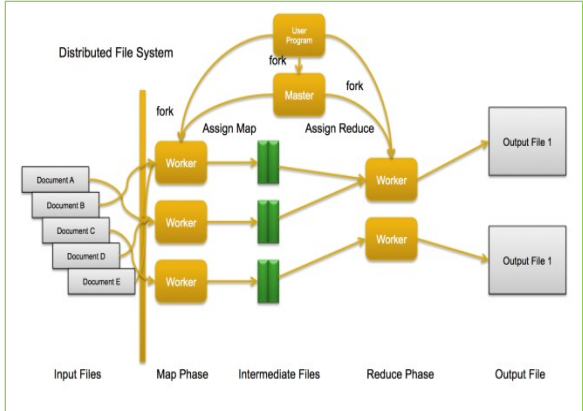 User
Program
Distributed File System
fork
Master
fork
fork
Assign Map
Assign Reduce
Output File 1
Worker
Worker
Document A
Document B
Document C
Document D
Document E
Worker
Worker
Output File 1
Worker
Input Files
Map Phase
Intermediate Files
Reduce Phase
Output File